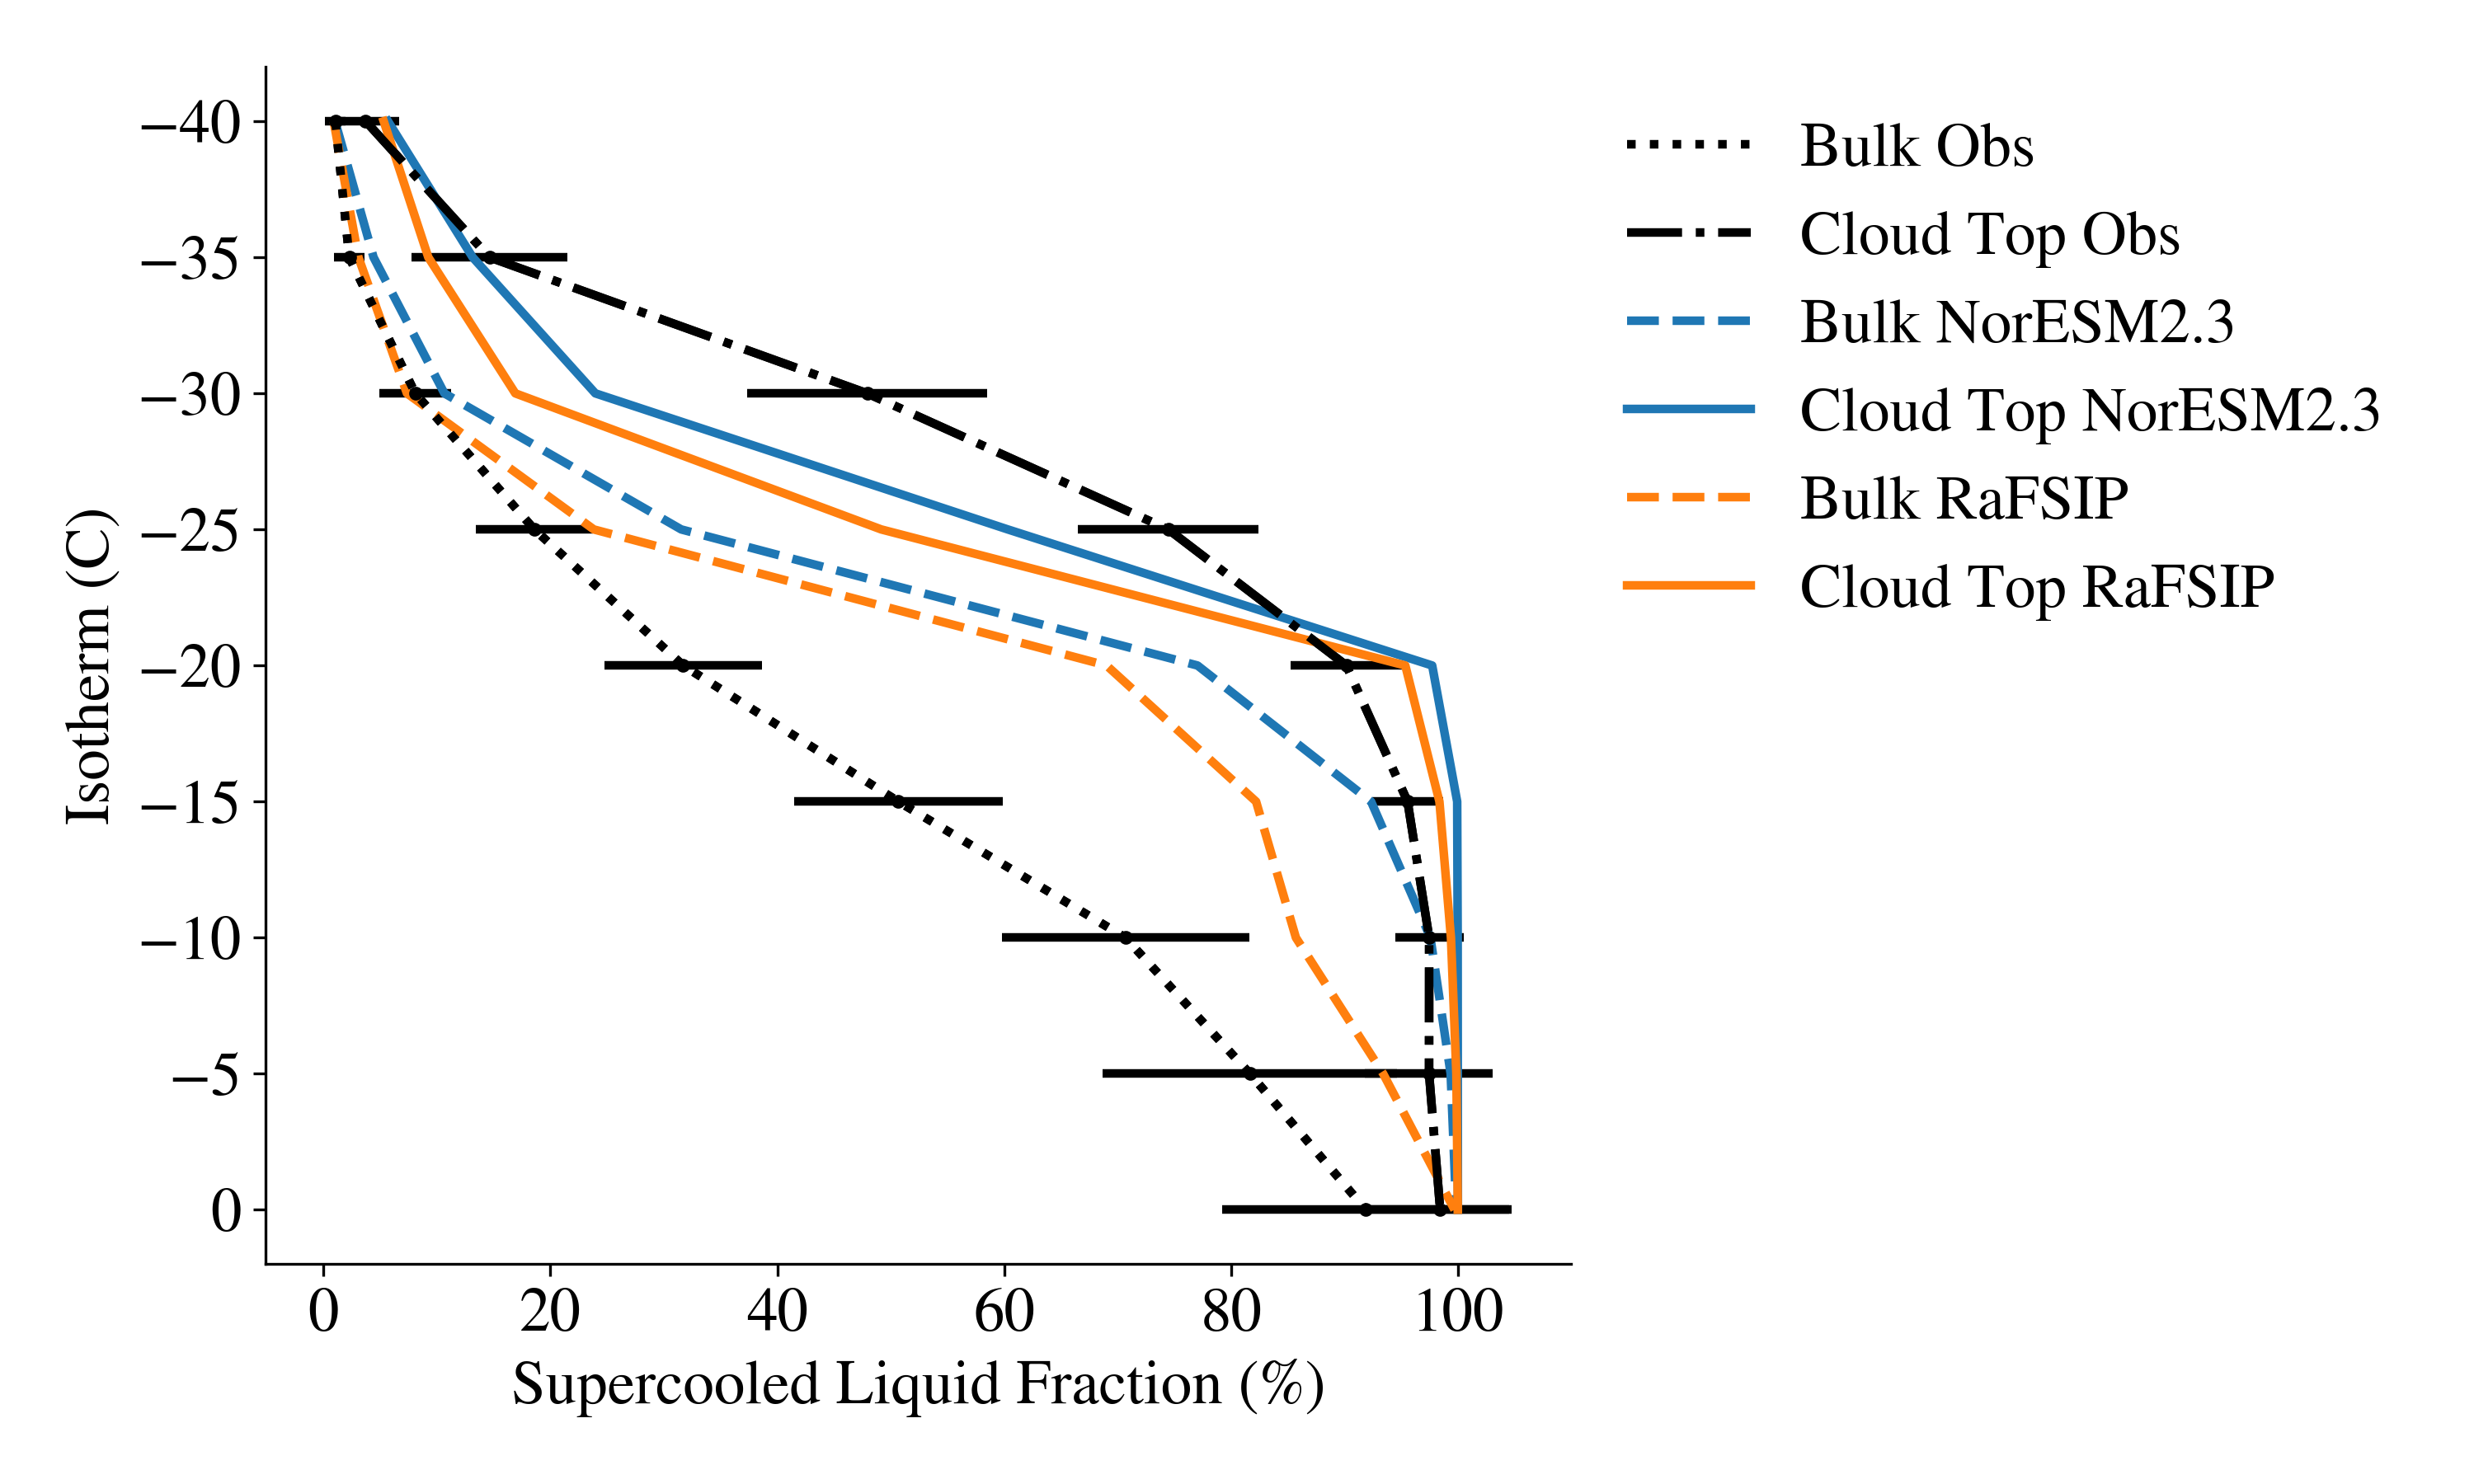 −40
−35
−30
−25
−20
−15
−10
−5
0
Isotherm (C)
0 20 40 60 80 100
Supercooled Liquid Fraction (%)
Bulk Obs
Cloud Top Obs
Bulk NorESM2.3
Cloud Top NorESM2.3
Bulk RaFSIP
Cloud Top RaFSIP